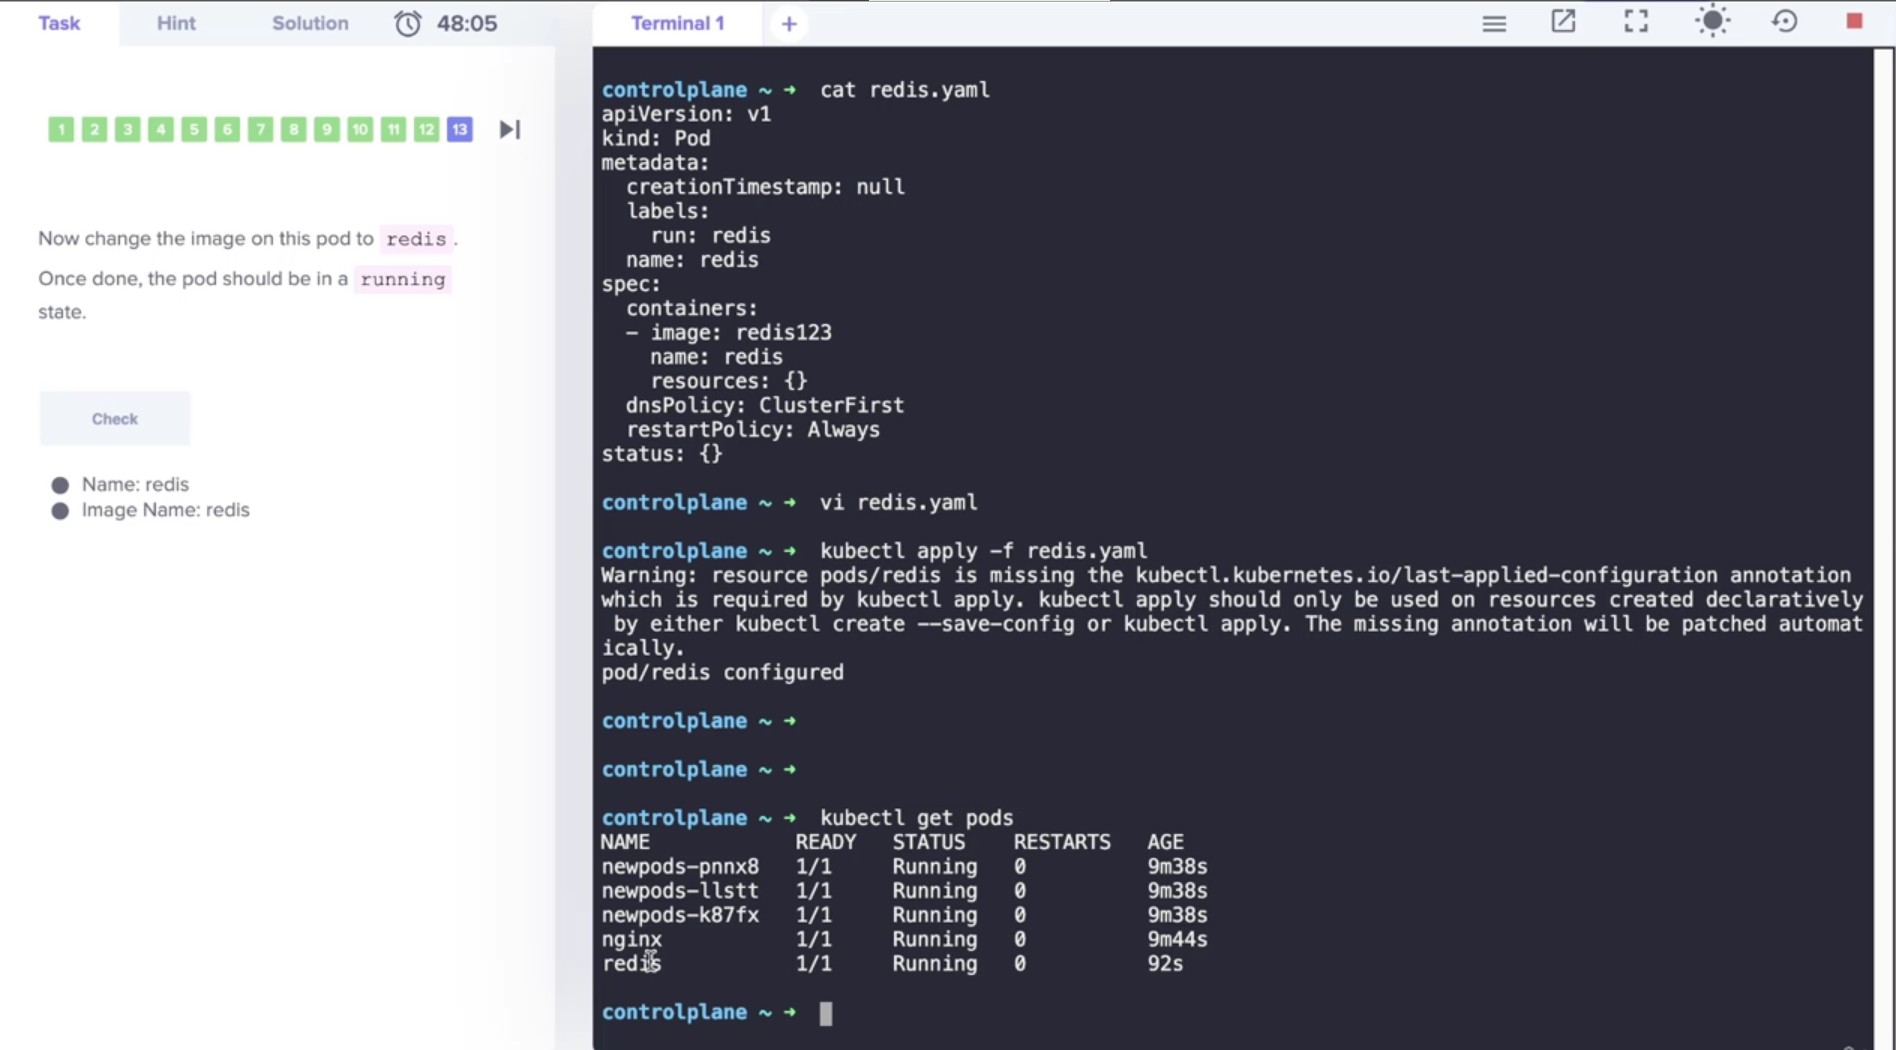 Task Hint Solution 48:05
1 2 3 4 5 6 7 8 9 10 11 12 13
Now change the image on this pod to redis.
Once done, the pod should be in a running
state.
Check
Name: redis
Image Name: redis
Terminal 1 +
controlplane ~ ➜ cat redis.yaml
apiVersion: v1
kind: Pod
metadata:
  creationTimestamp: null
  labels:
    run: redis
  name: redis
spec:
  containers:
  - image: redis123
    name: redis
    resources: {}
  dnsPolicy: ClusterFirst
  restartPolicy: Always
status: {}
controlplane ~ ➜ vi redis.yaml
controlplane ~ ➜ kubectl apply -f redis.yaml
Warning: resource pods/redis is missing the kubectl.kubernetes.io/last-applied-configuration annotation
which is required by kubectl apply. kubectl apply should only be used on resources created declaratively
 by either kubectl create --save-config or kubectl apply. The missing annotation will be patched automat
ically.
pod/redis configured
controlplane ~ ➜
controlplane ~ ➜
controlplane ~ ➜ kubectl get pods
NAME READY STATUS RESTARTS AGE
newpods-pnnx8 1/1 Running 0 9m38s
newpods-llstt 1/1 Running 0 9m38s
newpods-k87fx 1/1 Running 0 9m38s
nginx 1/1 Running 0 9m44s
redis 1/1 Running 0 92s
controlplane ~ ➜